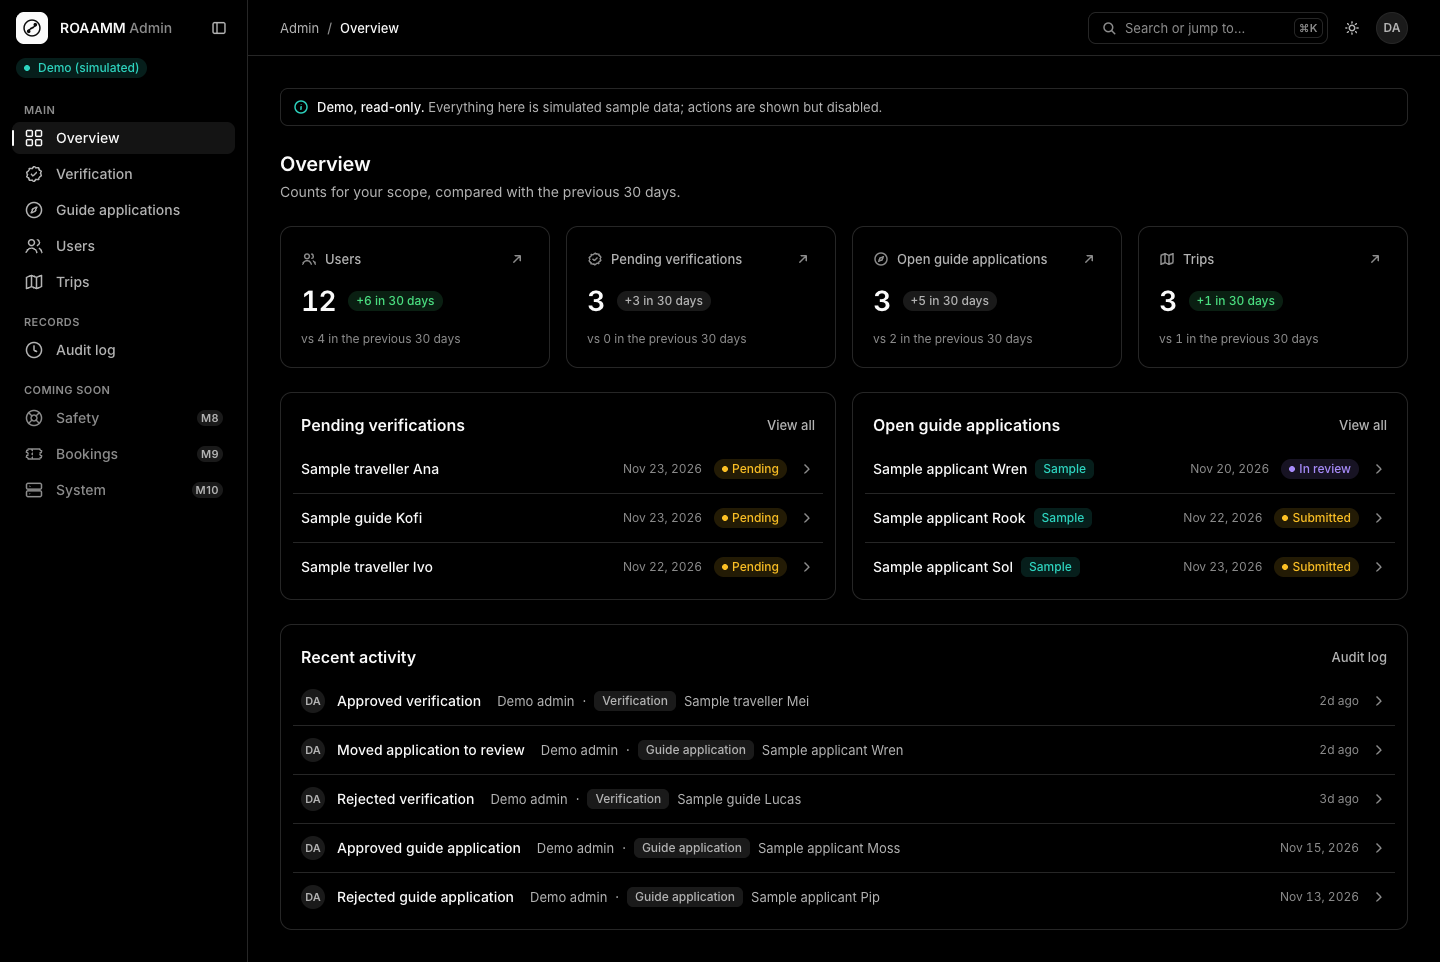 ROAAMM Admin
Demo (simulated)
MAIN
Overview
Verification
Guide applications
Users
Trips
RECORDS
Audit log
COMING SOON
Safety M8
Bookings M9
System M10
Admin / Overview
Search or jump to... ⌘K
DA
Demo, read-only. Everything here is simulated sample data; actions are shown but disabled.
Overview
Counts for your scope, compared with the previous 30 days.
Users
12 +6 in 30 days
vs 4 in the previous 30 days
Pending verifications
3 +3 in 30 days
vs 0 in the previous 30 days
Open guide applications
3 +5 in 30 days
vs 2 in the previous 30 days
Trips
3 +1 in 30 days
vs 1 in the previous 30 days
Pending verifications View all
Sample traveller Ana Nov 23, 2026 Pending
Sample guide Kofi Nov 23, 2026 Pending
Sample traveller Ivo Nov 22, 2026 Pending
Open guide applications View all
Sample applicant Wren Sample Nov 20, 2026 In review
Sample applicant Rook Sample Nov 22, 2026 Submitted
Sample applicant Sol Sample Nov 23, 2026 Submitted
Recent activity Audit log
DA Approved verification Demo admin · Verification Sample traveller Mei 2d ago
DA Moved application to review Demo admin · Guide application Sample applicant Wren 2d ago
DA Rejected verification Demo admin · Verification Sample guide Lucas 3d ago
DA Approved guide application Demo admin · Guide application Sample applicant Moss Nov 15, 2026
DA Rejected guide application Demo admin · Guide application Sample applicant Pip Nov 13, 2026